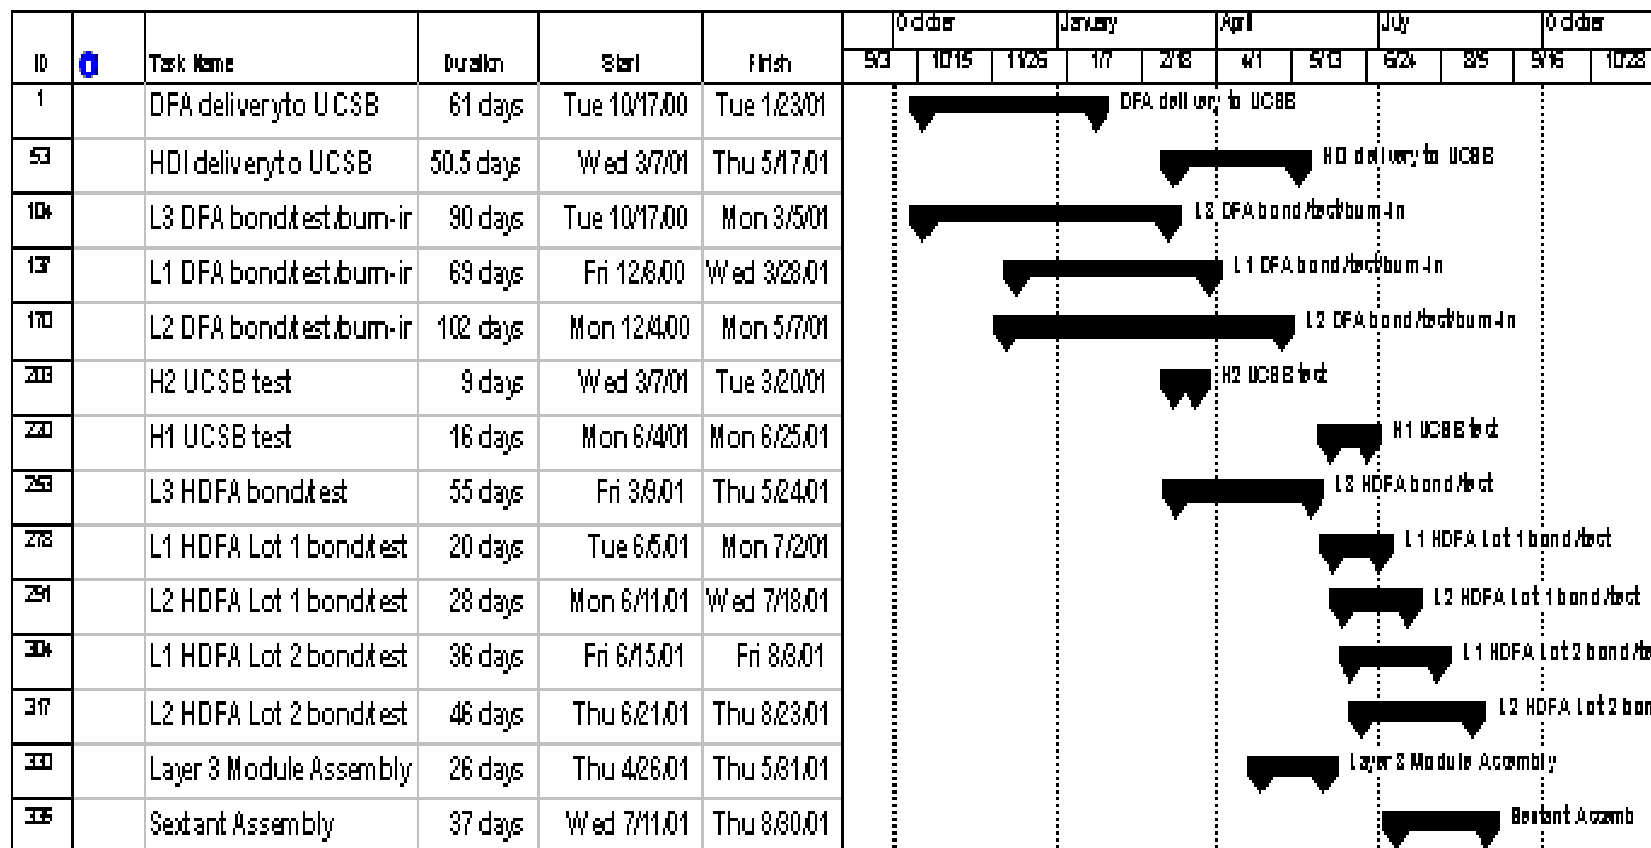 October January April July October
ID Task Name Duration Start Finish 9/3 10/15 11/26 1/7 2/18 4/1 5/13 6/24 8/5 9/16 10/28
1 DFA deliveryto UCSB 61 days Tue 10/17/00 Tue 1/23/01 DFA delivery to UCSB
53 HDI deliveryto UCSB 50.5 days Wed 3/7/01 Thu 5/17/01 HDI delivery to UCSB
104 L3 DFA bond/test/burn-in 90 days Tue 10/17/00 Mon 3/5/01 L3 DFA bond/test/burn-in
137 L1 DFA bond/test/burn-in 69 days Fri 12/8/00 Wed 3/28/01 L1 DFA bond/test/burn-in
170 L2 DFA bond/test/burn-in 102 days Mon 12/4/00 Mon 5/7/01 L2 DFA bond/test/burn-in
203 H2 UCSB test 9 days Wed 3/7/01 Tue 3/20/01 H2 UCSB test
H1 UCSB test 16 days Mon 6/4/01 Mon 6/25/01 H1 UCSB test
253 L3 HDFA bond/test 55 days Fri 3/9/01 Thu 5/24/01 L3 HDFA bond/test
278 L1 HDFA Lot 1 bond/test 20 days Tue 6/5/01 Mon 7/2/01 L1 HDFA Lot 1 bond/test
291 L2 HDFA Lot 1 bond/test 28 days Mon 6/11/01 Wed 7/18/01 L2 HDFA Lot 1 bond/test
304 L1 HDFA Lot 2 bond/test 36 days Fri 6/15/01 Fri 8/3/01 L1 HDFA Lot 2 bond/te
317 L2 HDFA Lot 2 bond/test 46 days Thu 6/21/01 Thu 8/23/01 L2 HDFA Lot 2 bon
330 Layer 3 Module Assembly 26 days Thu 4/26/01 Thu 5/31/01 Layer 3 Module Assembly
Sextant Assembly 37 days Wed 7/11/01 Thu 8/30/01 Sextant Assemb